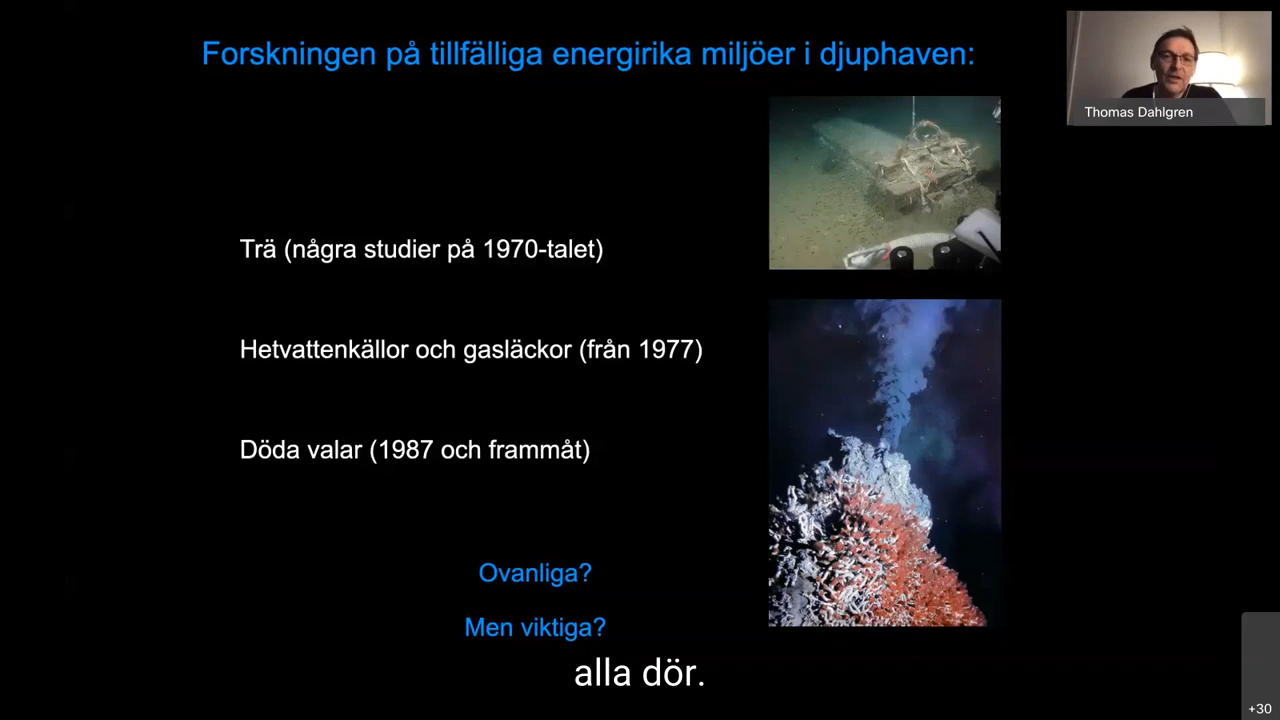 Forskningen på tillfälliga energirika miljöer i djuphaven:
Thomas Dahlgren
Trä (några studier på 1970-talet)
Hetvattenkällor och gasläckor (från 1977)
Döda valar (1987 och frammåt)
Ovanliga?
Men viktiga?
alla dör.
+30